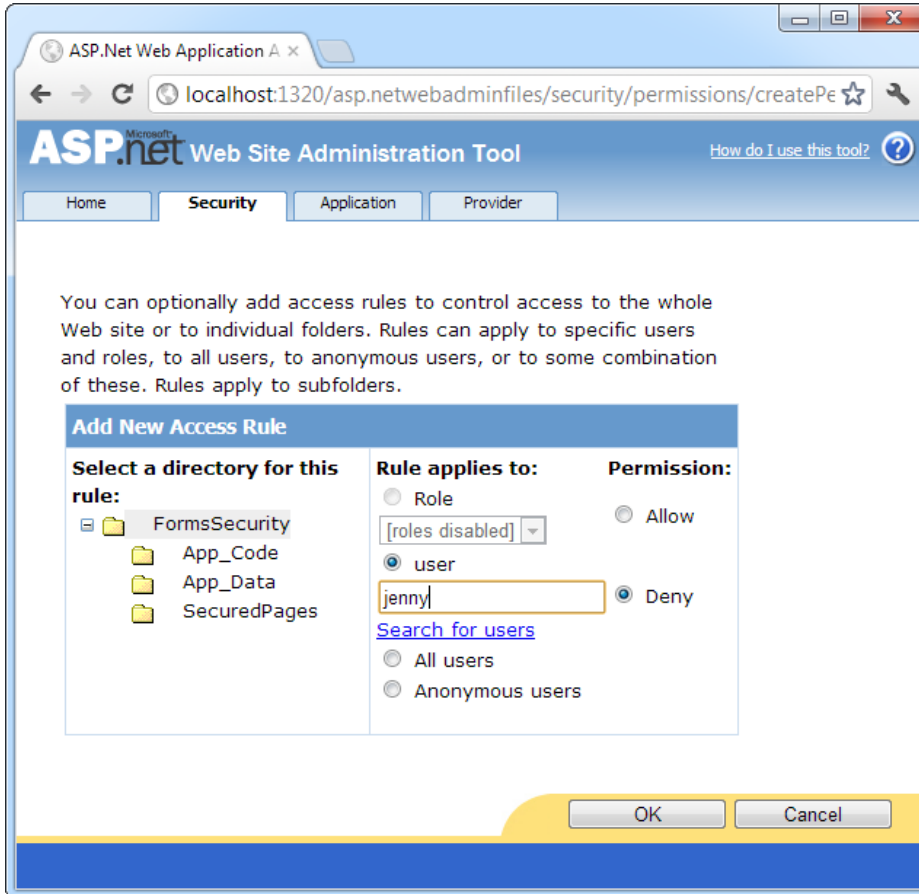 ASP.Net Web Application A
localhost:1320/asp.netwebadminfiles/security/permissions/createPe
Microsoft
ASP.net Web Site Administration Tool
How do I use this tool?
Home
Security
Application
Provider
You can optionally add access rules to control access to the whole
Web site or to individual folders. Rules can apply to specific users
and roles, to all users, to anonymous users, or to some combination
of these. Rules apply to subfolders.
Add New Access Rule
Select a directory for this
rule:
FormsSecurity
App_Code
App_Data
SecuredPages
Rule applies to:
Role
[roles disabled]
user
jenny
Search for users
All users
Anonymous users
Permission:
Allow
Deny
OK
Cancel